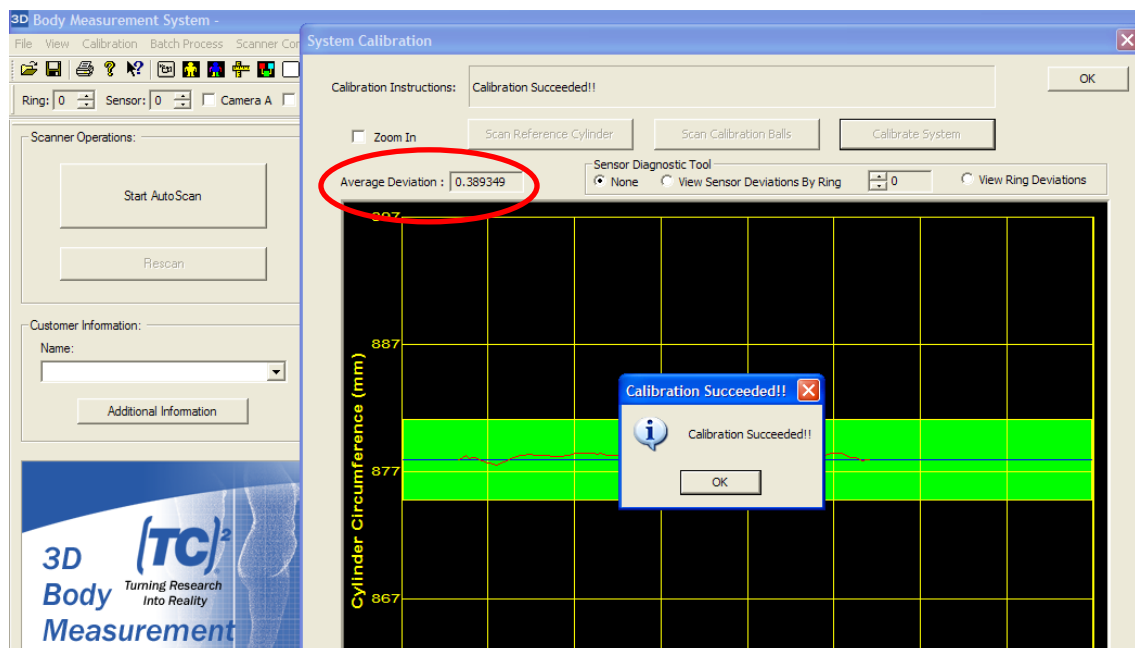 3D Body Measurement System -
File View Calibration Batch Process Scanner Con
Ring: 0 Sensor: 0 Camera A
Scanner Operations:
Start AutoScan
Rescan
Customer Information:
Name:
Additional Information
3D
Body
Measurement
(TC)²
Turning Research
Into Reality
System Calibration
Calibration Instructions: Calibration Succeeded!!
OK
Zoom In Scan Reference Cylinder Scan Calibration Balls Calibrate System
Average Deviation : 0.389349
Sensor Diagnostic Tool
None View Sensor Deviations By Ring 0 View Ring Deviations
897
887
877
867
Cylinder Circumference (mm)
Calibration Succeeded!!
Calibration Succeeded!!
OK